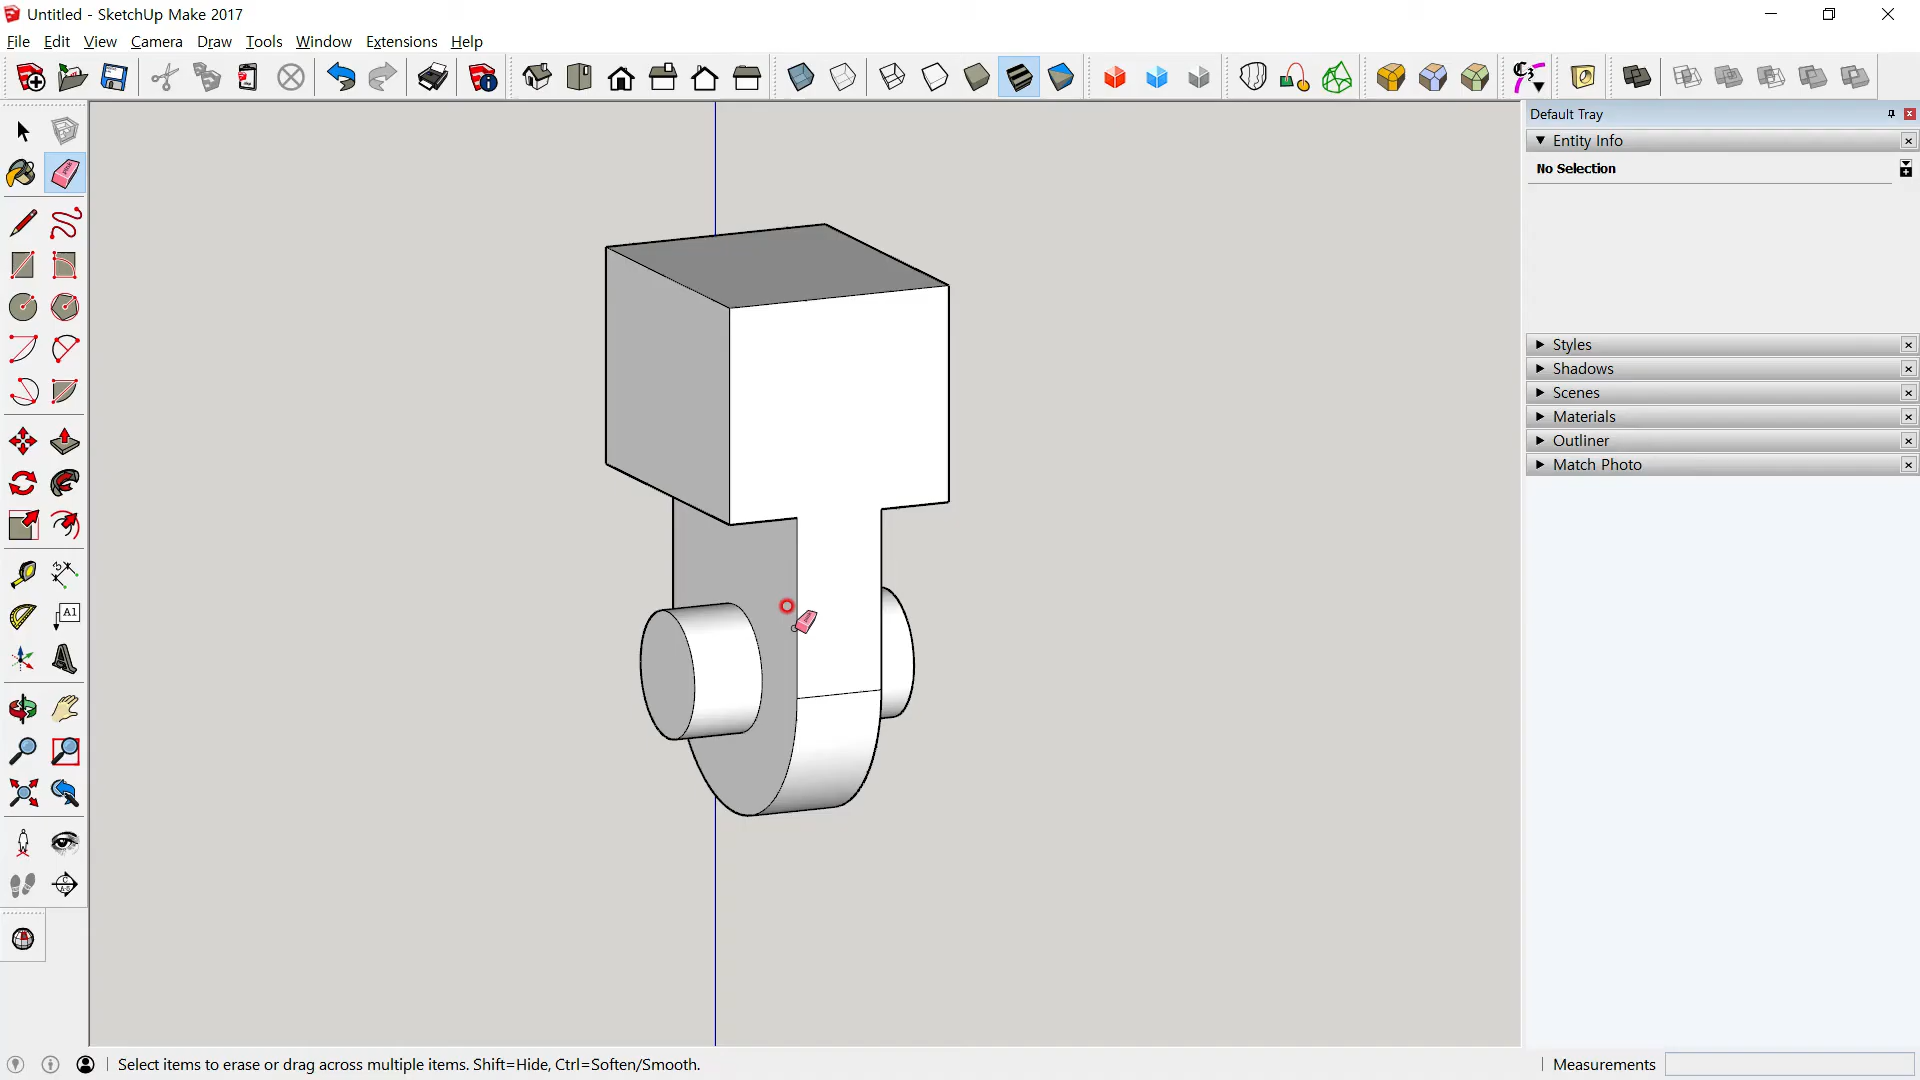 Untitled - SketchUp Make 2017
File Edit View Camera Draw Tools Window Extensions Help
Default Tray
Entity Info
No Selection
Styles
Shadows
Scenes
Materials
Outliner
Match Photo
A1
Select items to erase or drag across multiple items. Shift=Hide, Ctrl=Soften/Smooth.
Measurements